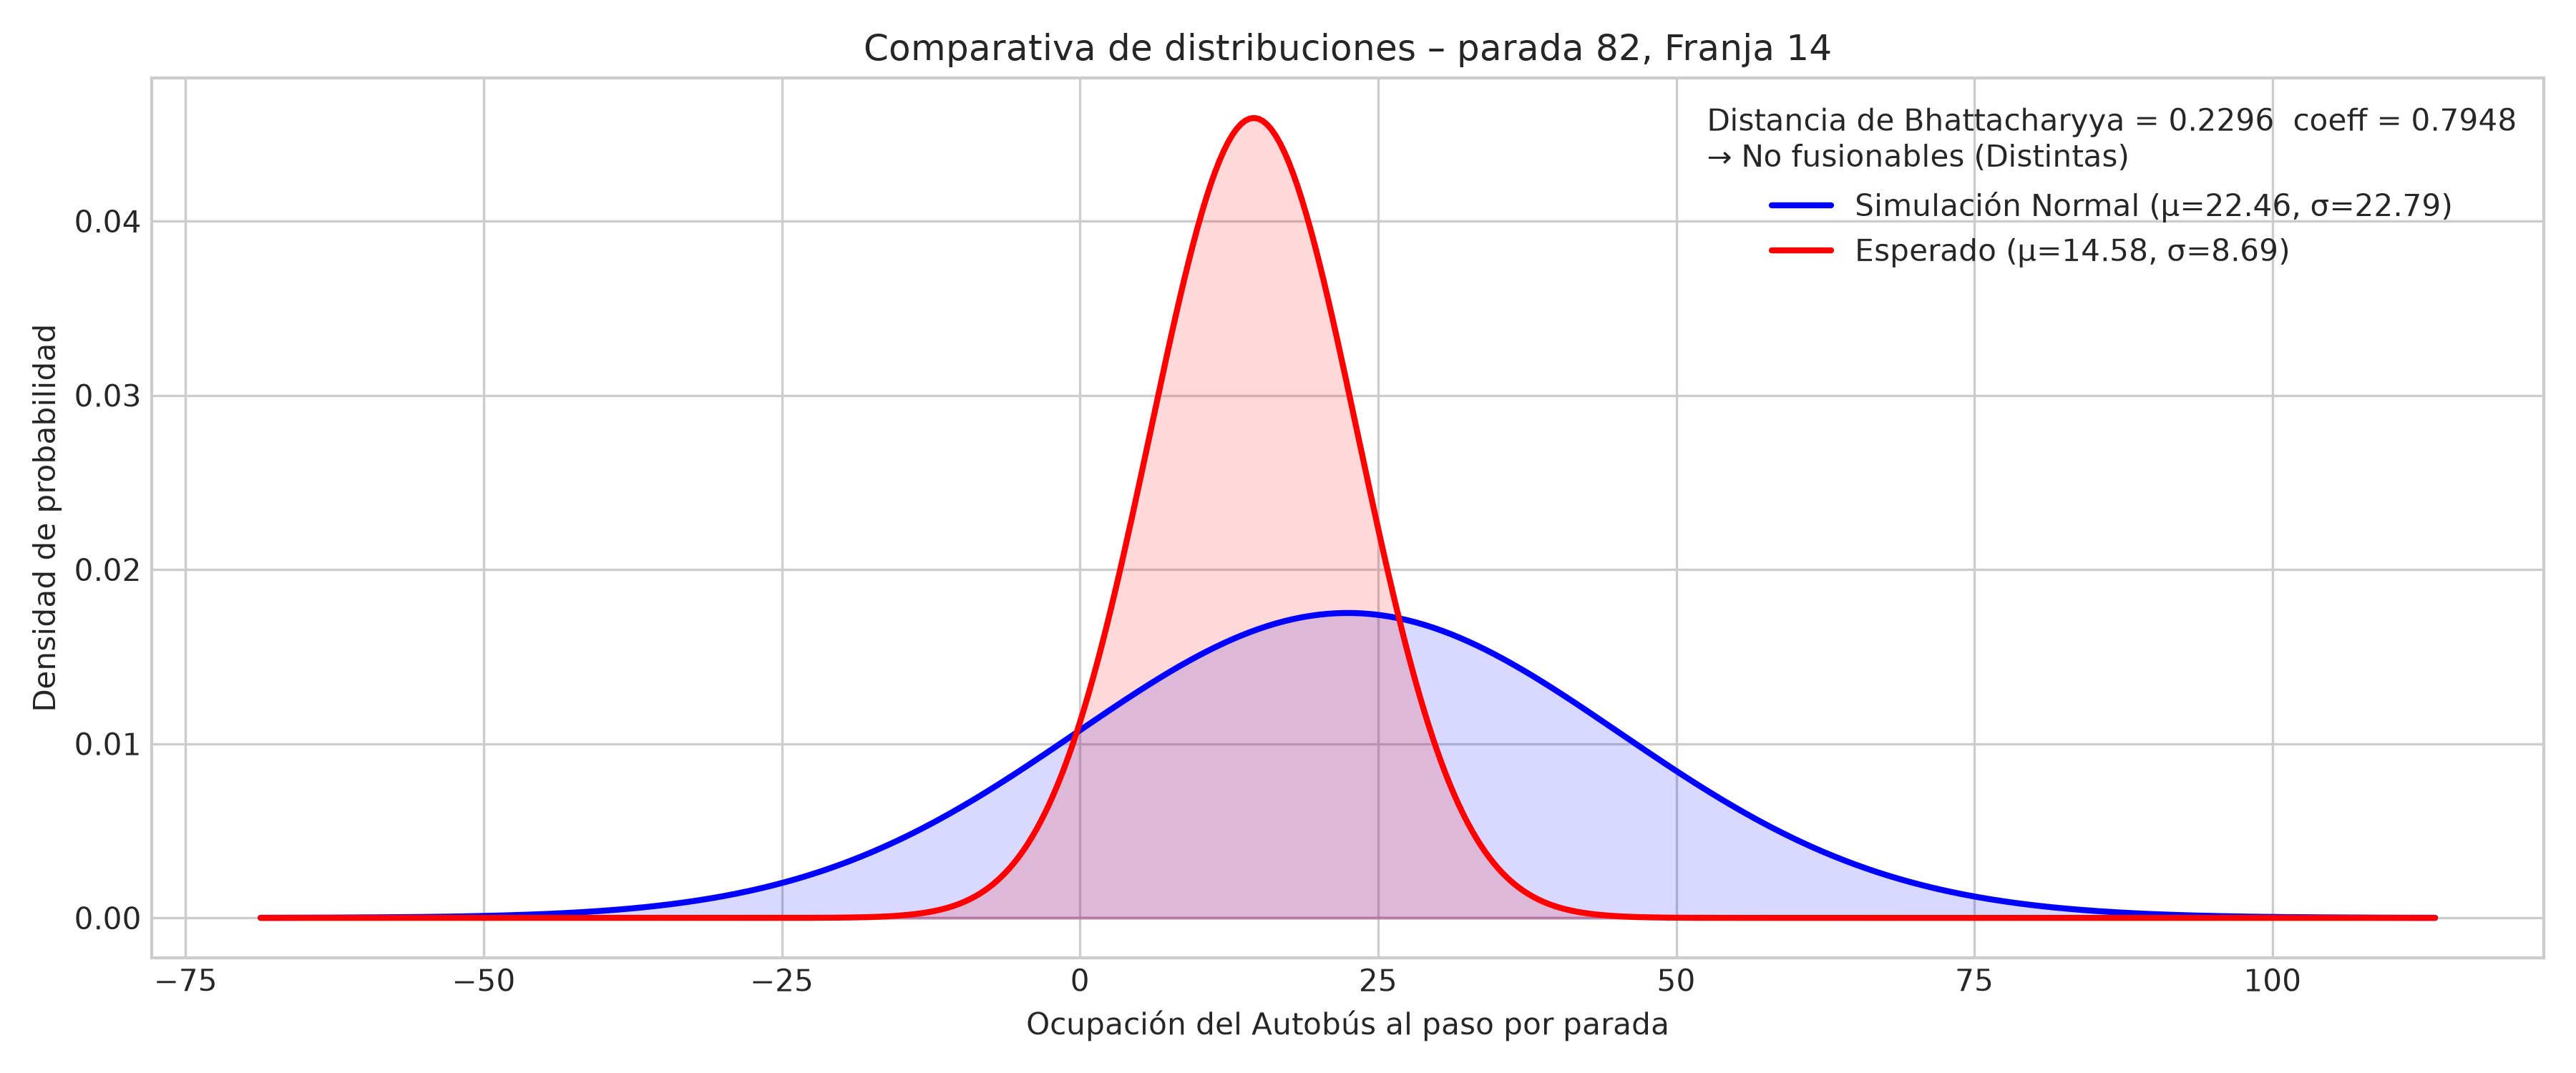 Comparativa de distribuciones – parada 82, Franja 14
Distancia de Bhattacharyya = 0.2296  coeff = 0.7948
→ No fusionables (Distintas)
Simulación Normal (μ=22.46, σ=22.79)
Esperado (μ=14.58, σ=8.69)
Densidad de probabilidad
0.04
0.03
0.02
0.01
0.00
−75
−50
−25
0
25
50
75
100
Ocupación del Autobús al paso por parada